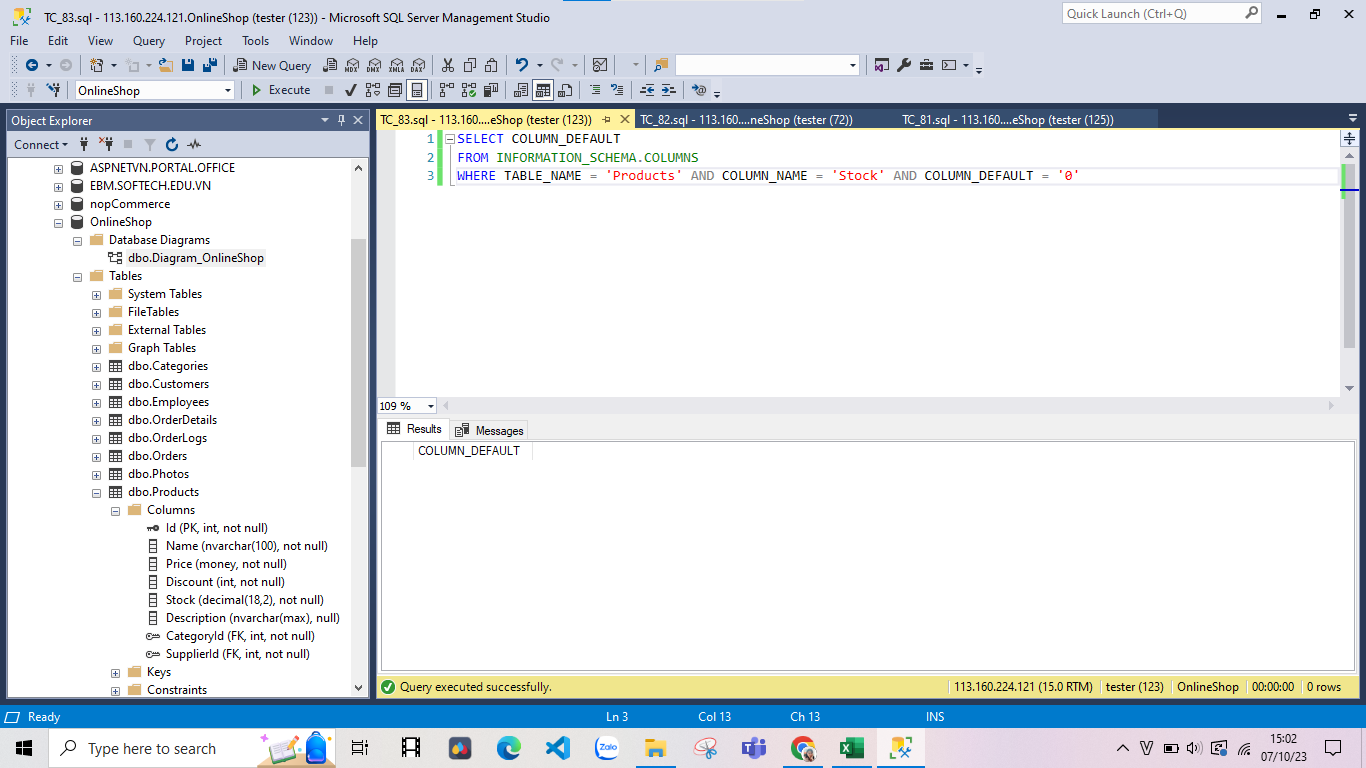 TC_83.sql - 113.160.224.121.OnlineShop (tester (123)) - Microsoft SQL Server Management Studio
Quick Launch (Ctrl+Q)
File Edit View Query Project Tools Window Help
New Query
MDX DMX XMLA DAX
OnlineShop
Execute
Object Explorer
Connect
ASPNETVN.PORTAL.OFFICE
EBM.SOFTECH.EDU.VN
nopCommerce
OnlineShop
Database Diagrams
dbo.Diagram_OnlineShop
Tables
System Tables
FileTables
External Tables
Graph Tables
dbo.Categories
dbo.Customers
dbo.Employees
dbo.OrderDetails
dbo.OrderLogs
dbo.Orders
dbo.Photos
dbo.Products
Columns
Id (PK, int, not null)
Name (nvarchar(100), not null)
Price (money, not null)
Discount (int, not null)
Stock (decimal(18,2), not null)
Description (nvarchar(max), null)
CategoryId (FK, int, not null)
SupplierId (FK, int, not null)
Keys
Constraints
TC_83.sql - 113.160....eShop (tester (123)) TC_82.sql - 113.160....neShop (tester (72)) TC_81.sql - 113.160....eShop (tester (125))
1 SELECT COLUMN_DEFAULT
2 FROM INFORMATION_SCHEMA.COLUMNS
3 WHERE TABLE_NAME = 'Products' AND COLUMN_NAME = 'Stock' AND COLUMN_DEFAULT = '0'
109 %
Results Messages
COLUMN_DEFAULT
Query executed successfully. 113.160.224.121 (15.0 RTM) tester (123) OnlineShop 00:00:00 0 rows
Ready Ln 3 Col 13 Ch 13 INS
Type here to search
Zalo
V
15:02
07/10/23